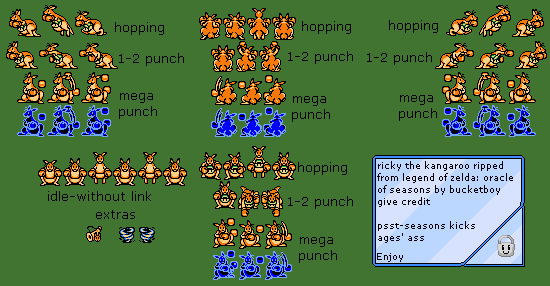 hopping
1-2 punch
mega
punch
hopping
1-2 punch
mega
punch
hopping
1-2 punch
mega
punch
idle-without link
extras
hopping
1-2 punch
mega
punch
ricky the kangaroo ripped
from legend of zelda: oracle
of seasons by bucketboy
give credit
psst-seasons kicks
ages' ass
Enjoy